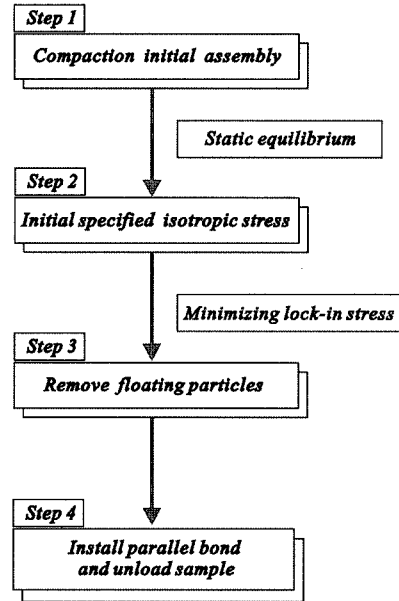 Step 1
Compaction initial assembly
Static equilibrium
Step 2
Initial specified isotropic stress
Minimizing lock-in stress
Step 3
Remove floating particles
Step 4
Install parallel bond
and unload sample